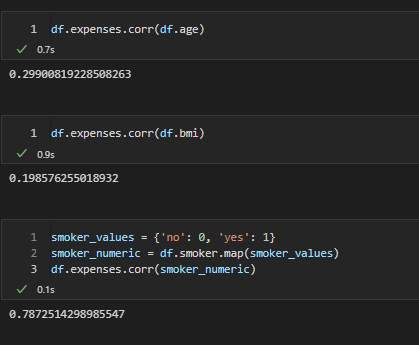 1 df.expenses.corr(df.age)
0.7s
0.29900819228508263
1 df.expenses.corr(df.bmi)
0.9s
0.198576255018932
1 smoker_values = {'no': 0, 'yes': 1}
2 smoker_numeric = df.smoker.map(smoker_values)
3 df.expenses.corr(smoker_numeric)
0.1s
0.7872514298985547